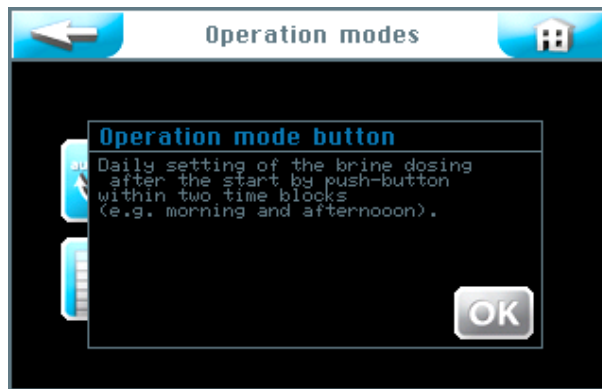 Operation modes
Operation mode button
Daily setting of the brine dosing
after the start by push-button
within two time blocks
(e.g. morning and afternooon).
OK